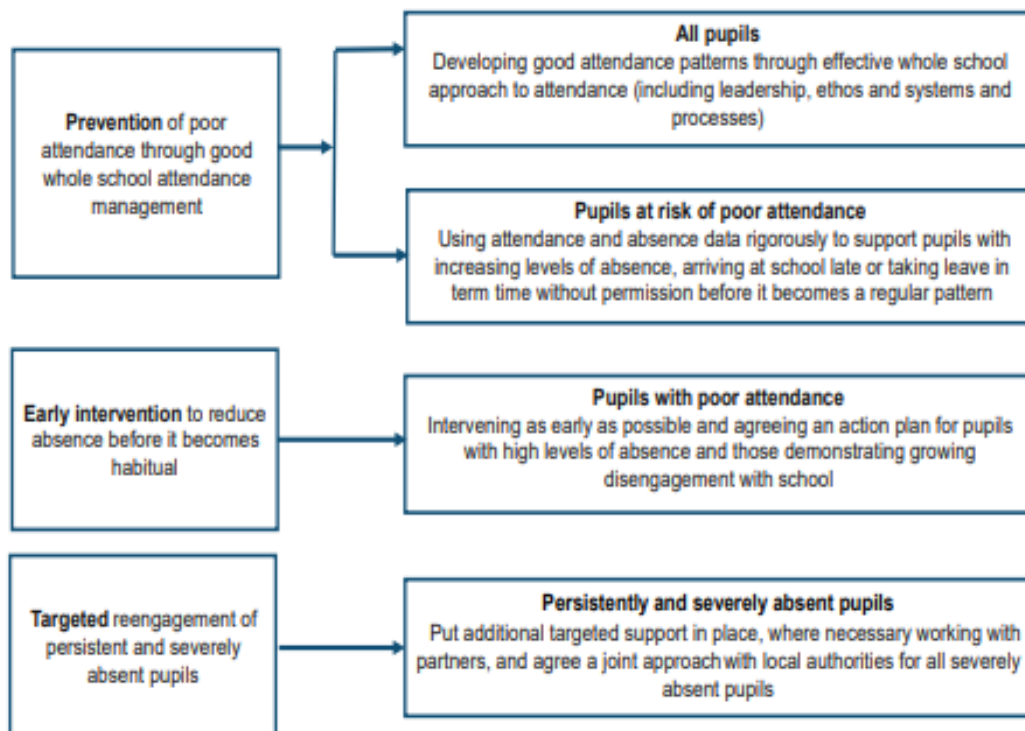 Prevention of poor
attendance through good
whole school attendance
management
All pupils
Developing good attendance patterns through effective whole school
approach to attendance (including leadership, ethos and systems and
processes)
Pupils at risk of poor attendance
Using attendance and absence data rigorously to support pupils with
increasing levels of absence, arriving at school late or taking leave in
term time without permission before it becomes a regular pattern
Early intervention to reduce
absence before it becomes
habitual
Pupils with poor attendance
Intervening as early as possible and agreeing an action plan for pupils
with high levels of absence and those demonstrating growing
disengagement with school
Targeted reengagement of
persistent and severely
absent pupils
Persistently and severely absent pupils
Put additional targeted support in place, where necessary working with
partners, and agree a joint approach with local authorities for all severely
absent pupils